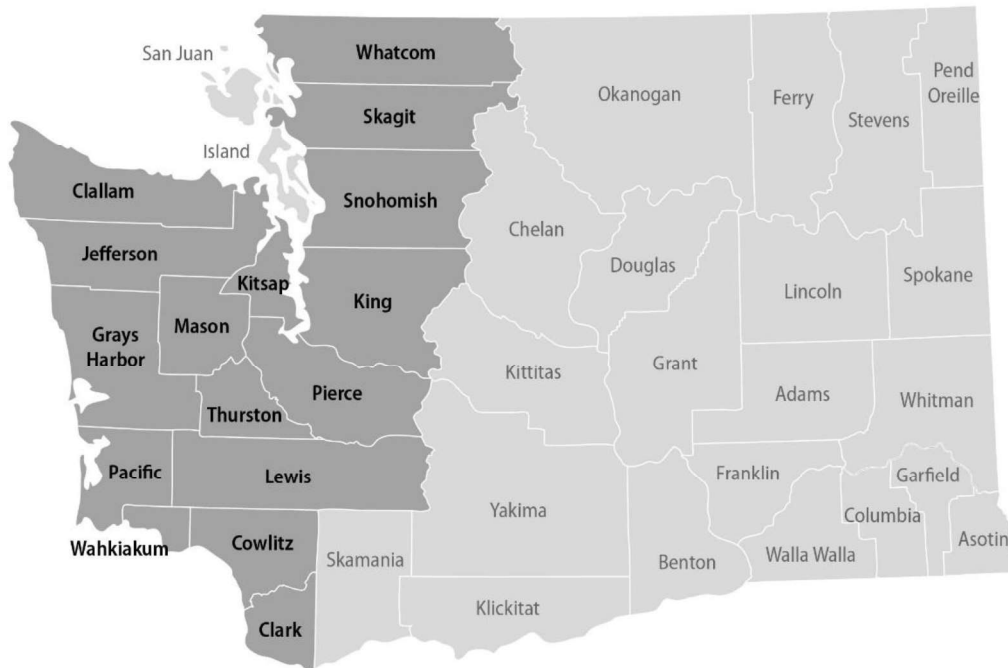 Whatcom
San Juan
Pend
Oreille
Okanogan
Ferry
Stevens
Skagit
Island
Clallam
Snohomish
Chelan
Jefferson
Douglas
Spokane
Kitsap
Lincoln
King
Mason
Grays
Harbor
Grant
Kittitas
Pierce
Adams
Whitman
Thurston
Pacific
Lewis
Franklin
Garfield
Yakima
Columbia
Wahkiakum
Cowlitz
Skamania
Benton
Walla Walla
Asotin
Klickitat
Clark